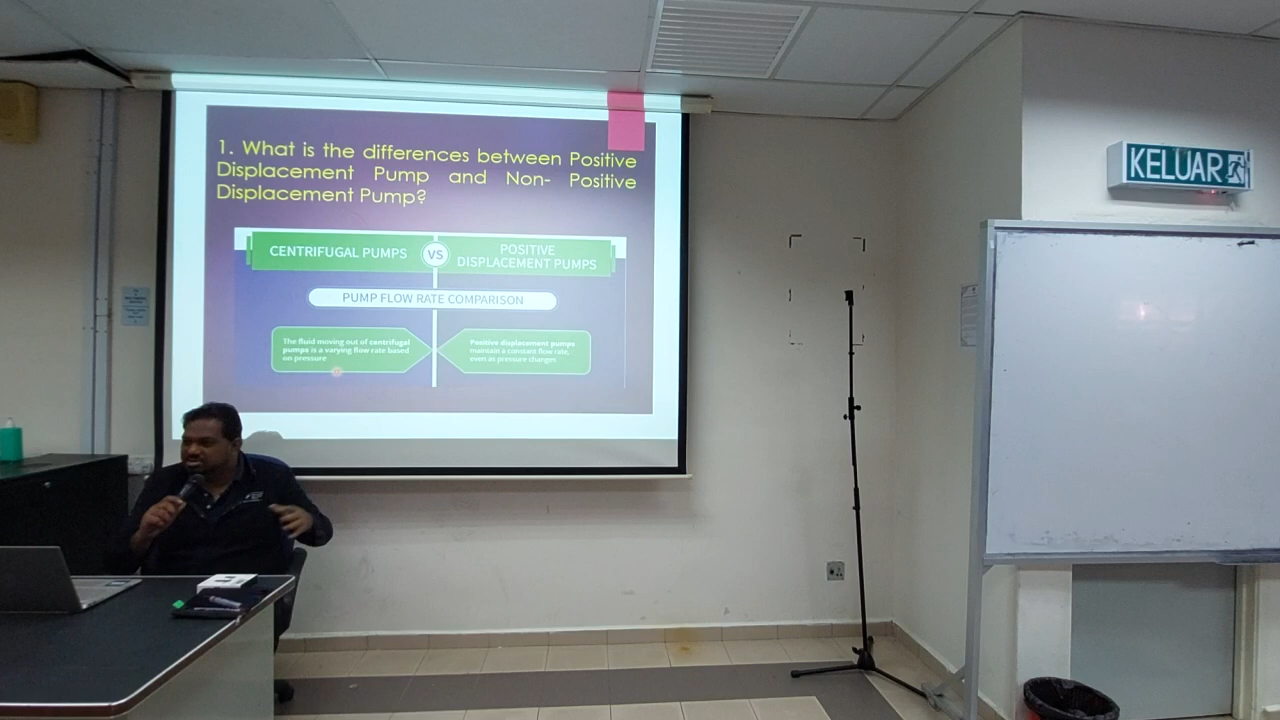 1. What is the differences between Positive
Displacement Pump and Non- Positive
Displacement Pump?
CENTRIFUGAL PUMPS
VS
POSITIVE
DISPLACEMENT PUMPS
PUMP FLOW RATE COMPARISON
The fluid moving out of centrifugal
pumps is a varying flow rate based
on pressure
Positive displacement pumps
maintain a constant flow rate,
even as pressure changes
KELUAR